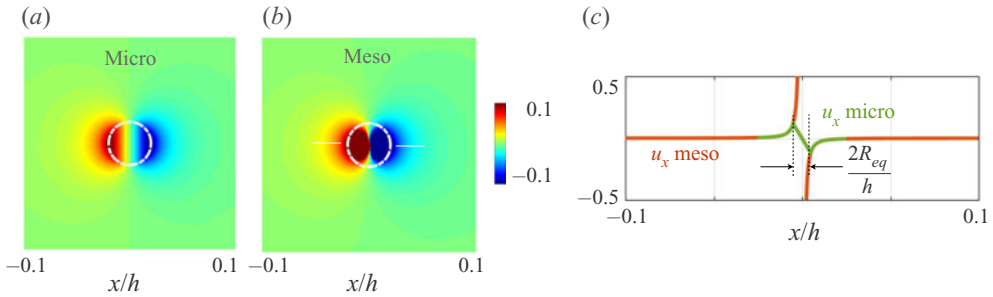 (a)
Micro
−0.1
0.1
x/h
(b)
Meso
−0.1
0.1
x/h
0.1
−0.1
(c)
0.5
−0.5
u_x micro
u_x meso
2R_eq
h
−0.1
0.1
x/h